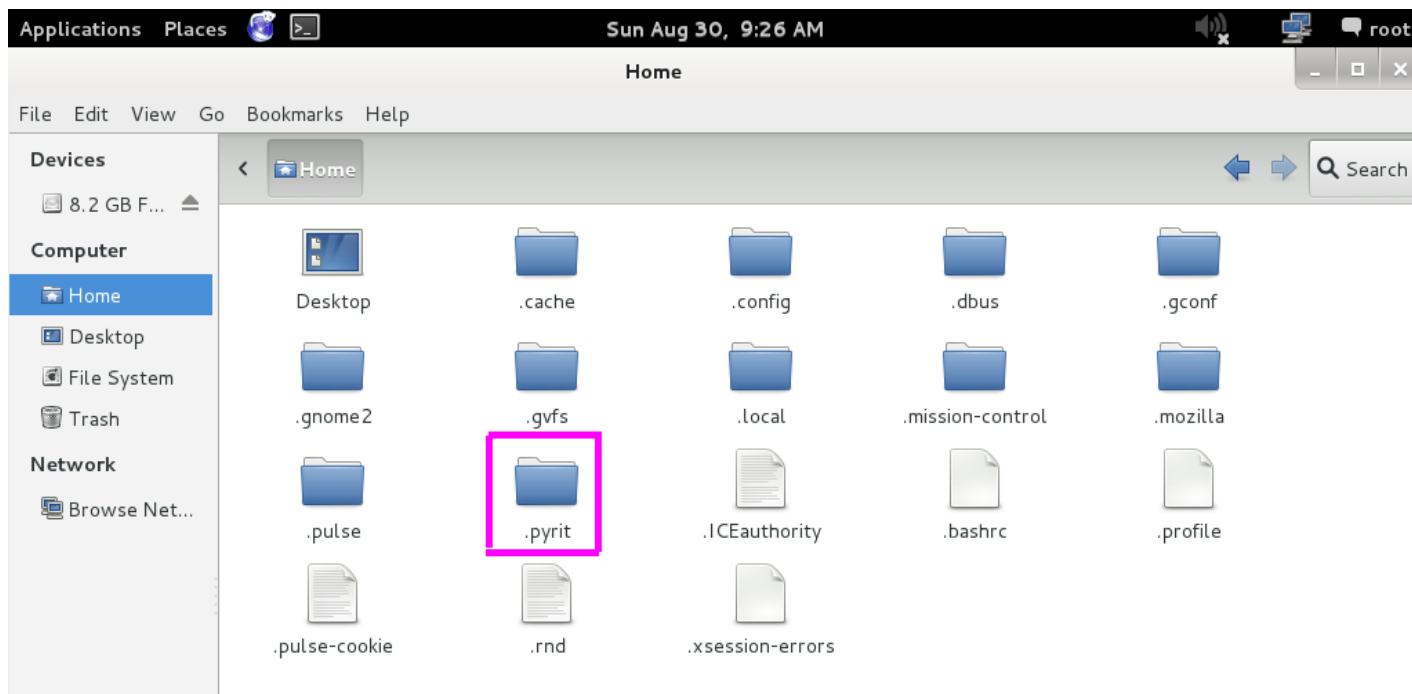 Applications Places Sun Aug 30, 9:26 AM root
Home
File Edit View Go Bookmarks Help
Devices
Home
Search
8.2 GB F...
Computer
Home
Desktop
File System
Trash
Network
Browse Net...
Desktop .cache .config .dbus .gconf
.gnome2 .gvfs .local .mission-control .mozilla
.pulse .pyrit .ICEauthority .bashrc .profile
.pulse-cookie .rnd .xsession-errors